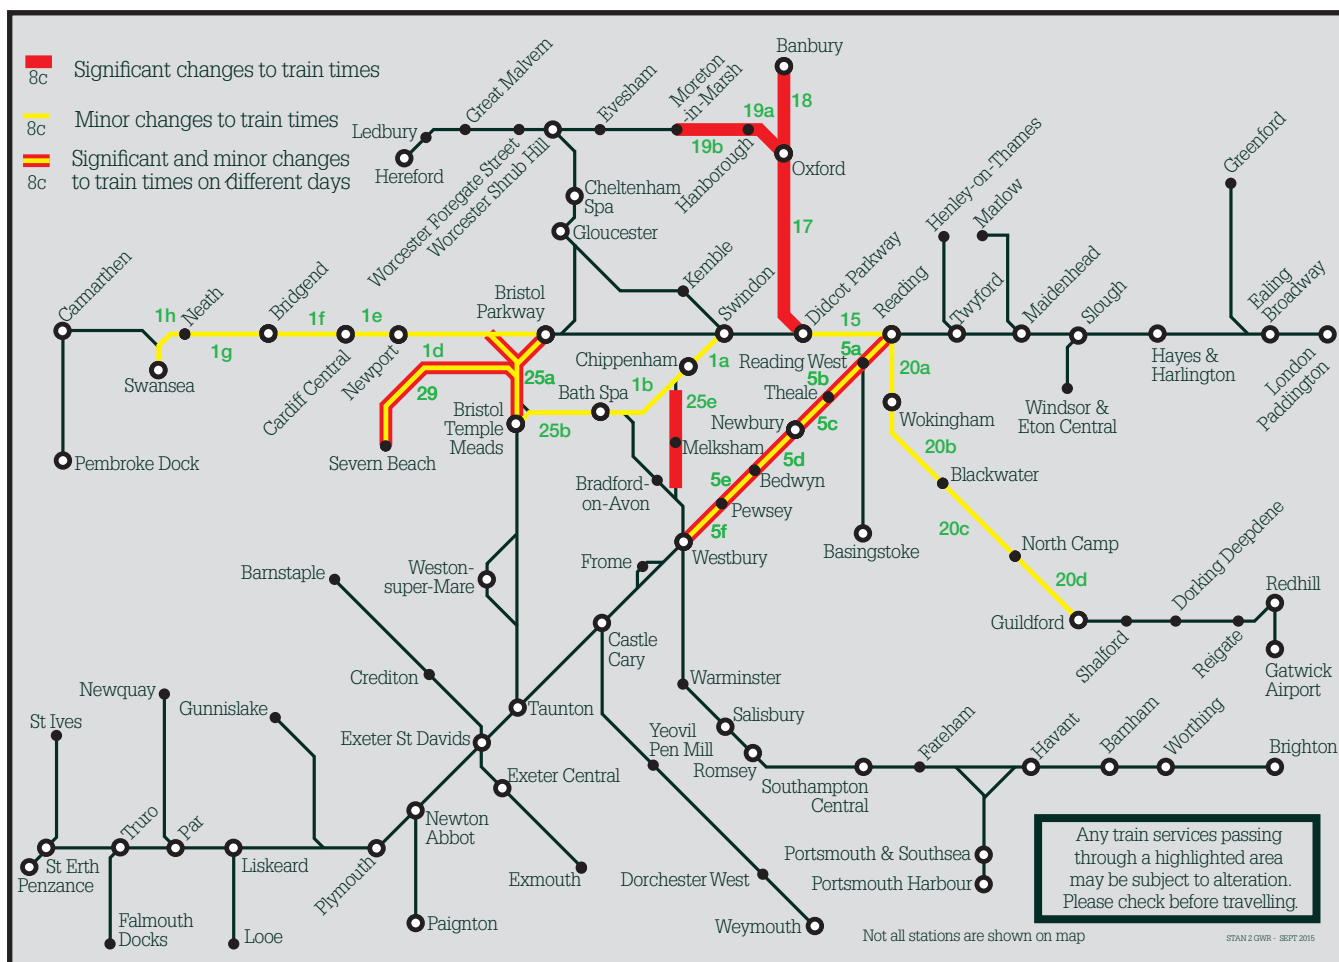 8c
Significant changes to train times
8c
Minor changes to train times
8c
Significant and minor changes
to train times on different days
Banbury
18
Moreton
-in-Marsh
Evesham
Great Malvern
Ledbury
Hereford
Worcester Foregate Street
Worcester Shrub Hill
19a
19b
Hanborough
Oxford
17
Cheltenham
Spa
Gloucester
Kemble
Swindon
Didcot Parkway
Reading
Henley-on-Thames
Marlow
Twyford
Maidenhead
Slough
Greenford
Ealing
Broadway
Hayes &
Harlington
London
Paddington
Windsor &
Eton Central
Carmarthen
1h
Neath
1g
Swansea
Bridgend
1f
Cardiff Central
1e
Newport
1d
Bristol
Parkway
29
Severn Beach
25a
Bristol
Temple
Meads
25b
Bath Spa
1b
Chippenham
1a
25e
Melksham
Bradford-
on-Avon
15
Reading West
5a
5b
Theale
Newbury
5c
5d
Bedwyn
5e
Pewsey
5f
Westbury
Basingstoke
20a
Wokingham
20b
Blackwater
20c
North Camp
20d
Guildford
Shalford
Dorking Deepdene
Reigate
Redhill
Gatwick
Airport
Pembroke Dock
Frome
Weston-
super-Mare
Barnstaple
Crediton
Castle
Cary
Taunton
Exeter St Davids
Exeter Central
Exmouth
Newton
Abbot
Paignton
Plymouth
Gunnislake
Newquay
St Ives
Truro
Par
Liskeard
St Erth
Penzance
Falmouth
Docks
Looe
Warminster
Salisbury
Romsey
Yeovil
Pen Mill
Dorchester West
Weymouth
Southampton
Central
Fareham
Havant
Barnham
Worthing
Brighton
Portsmouth & Southsea
Portsmouth Harbour
Any train services passing
through a highlighted area
may be subject to alteration.
Please check before travelling.
Not all stations are shown on map
STAN 2 GWR - SEPT 2015